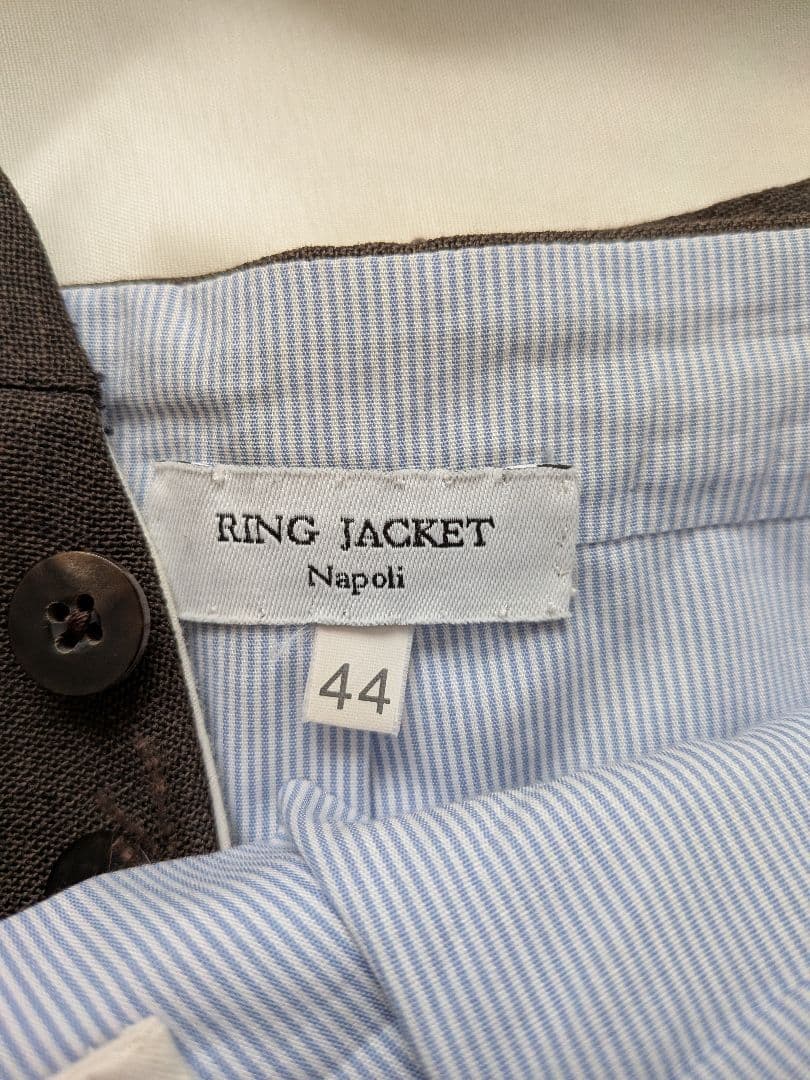 RING JACKET
Napoli
44